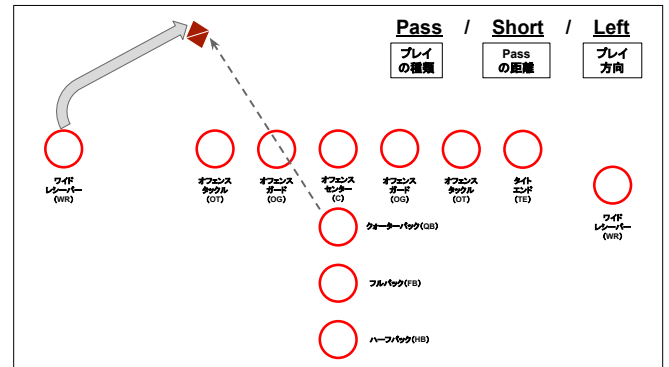 Pass / Short / Left
プレイ
の種類
Pass
の距離
プレイ
方向
ワイド
レシーバー
(WR)
オフェンス
タックル
(OT)
オフェンス
ガード
(OG)
オフェンス
センター
(C)
オフェンス
ガード
(OG)
オフェンス
タックル
(OT)
タイト
エンド
(TE)
ワイド
レシーバー
(WR)
クォーターバック(QB)
フルバック(FB)
ハーフバック(HB)